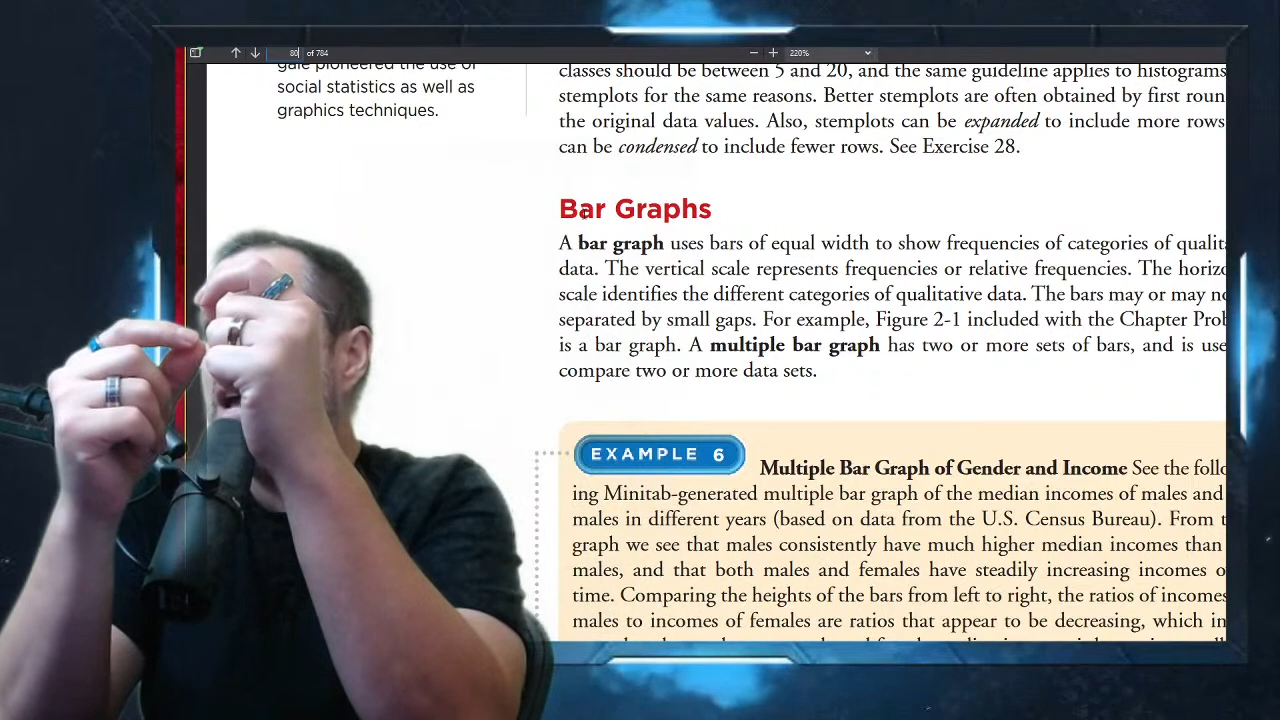 80 of 784
220%
gale pioneered the use of
social statistics as well as
graphics techniques.
classes should be between 5 and 20, and the same guideline applies to histograms
stemplots for the same reasons. Better stemplots are often obtained by first roun
the original data values. Also, stemplots can be expanded to include more rows
can be condensed to include fewer rows. See Exercise 28.
Bar Graphs
A bar graph uses bars of equal width to show frequencies of categories of qualit
data. The vertical scale represents frequencies or relative frequencies. The horizo
scale identifies the different categories of qualitative data. The bars may or may no
separated by small gaps. For example, Figure 2-1 included with the Chapter Prob
is a bar graph. A multiple bar graph has two or more sets of bars, and is use
compare two or more data sets.
EXAMPLE 6
Multiple Bar Graph of Gender and Income See the follo
ing Minitab-generated multiple bar graph of the median incomes of males and
males in different years (based on data from the U.S. Census Bureau). From t
graph we see that males consistently have much higher median incomes than
males, and that both males and females have steadily increasing incomes o
time. Comparing the heights of the bars from left to right, the ratios of incomes
males to incomes of females are ratios that appear to be decreasing, which in